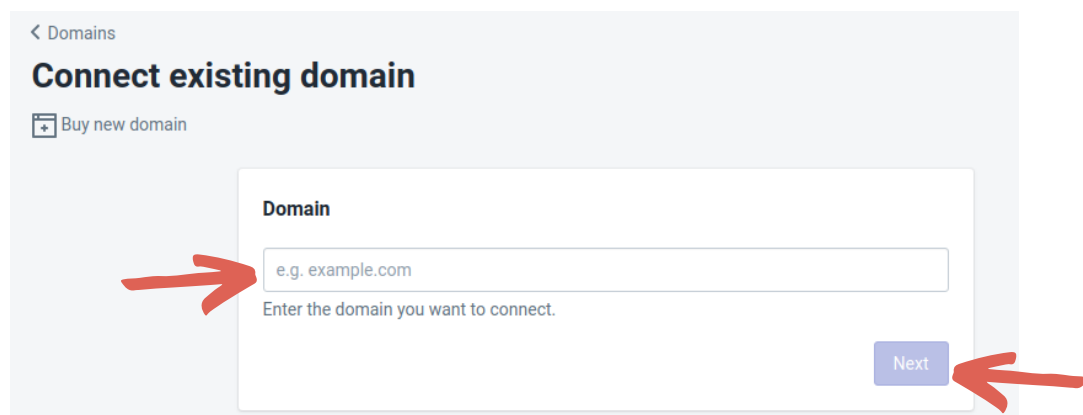 Domains
Connect existing domain
Buy new domain
Domain
e.g. example.com
Enter the domain you want to connect.
Next